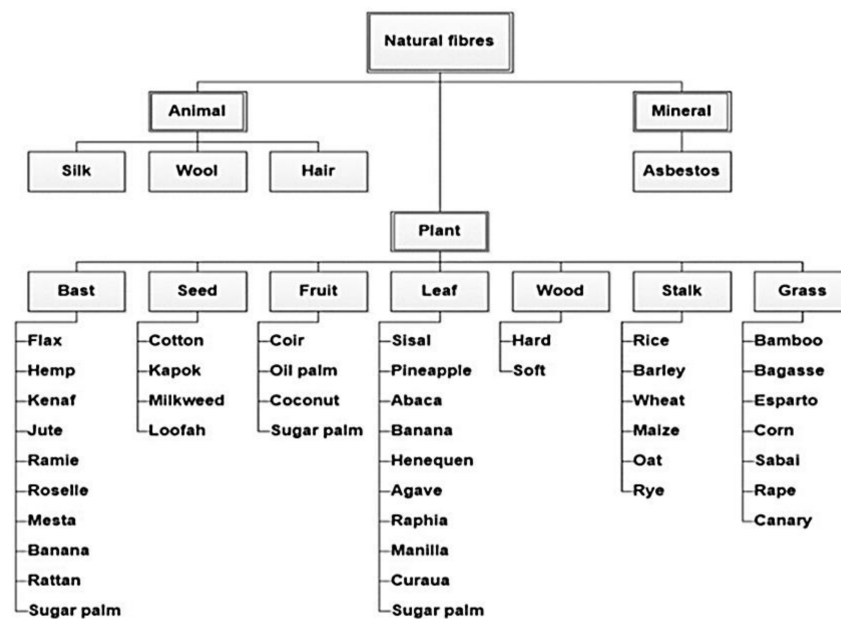 Natural fibres
Animal
Mineral
Silk
Wool
Hair
Asbestos
Plant
Bast
Seed
Fruit
Leaf
Wood
Stalk
Grass
Flax
Hemp
Kenaf
Jute
Ramie
Roselle
Mesta
Banana
Rattan
Sugar palm
Cotton
Kapok
Milkweed
Loofah
Coir
Oil palm
Coconut
Sugar palm
Sisal
Pineapple
Abaca
Banana
Henequen
Agave
Raphia
Manilla
Curaua
Sugar palm
Hard
Soft
Rice
Barley
Wheat
Maize
Oat
Rye
Bamboo
Bagasse
Esparto
Corn
Sabai
Rape
Canary